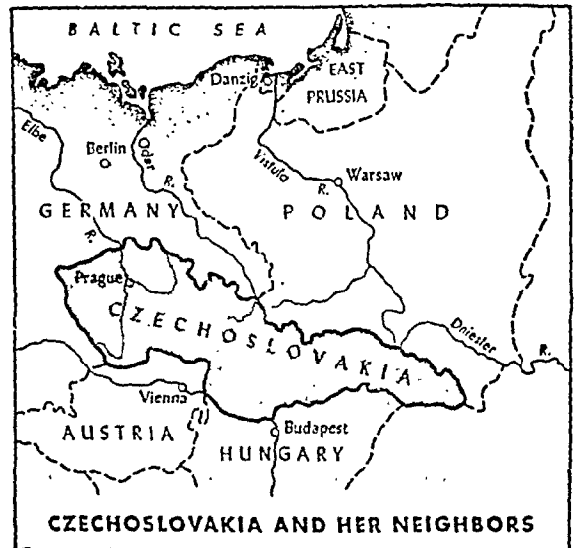 BALTIC SEA
Danzig
EAST
PRUSSIA
Elbe
Berlin
Oder
R.
Vistula
R.
Warsaw
GERMANY
POLAND
R.
Prague
CZECHOSLOVAKIA
Dniester
R.
Vienna
AUSTRIA
Budapest
HUNGARY
CZECHOSLOVAKIA AND HER NEIGHBORS